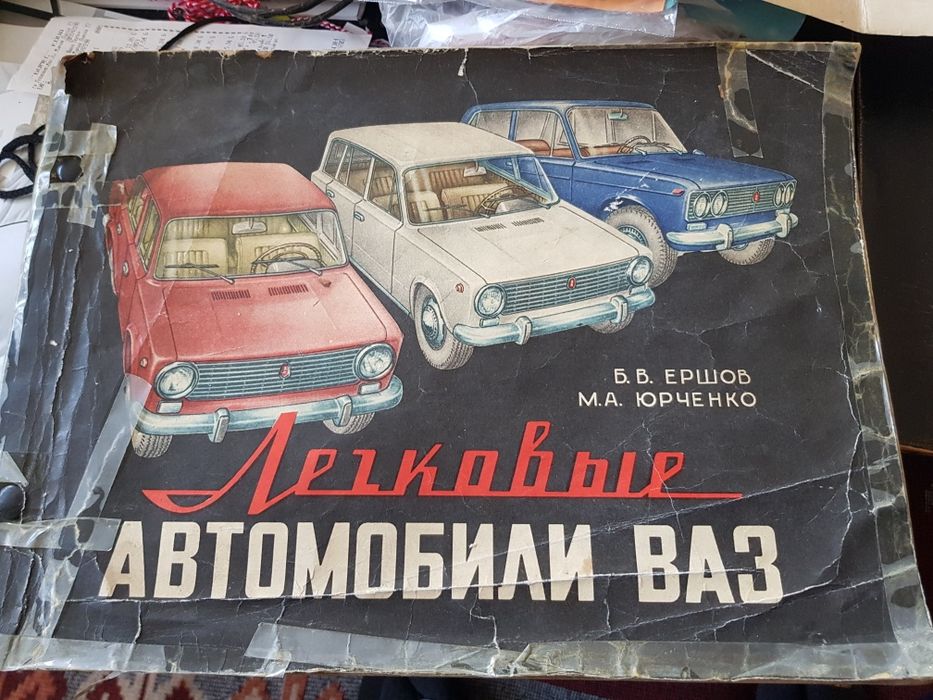 Б. В. ЕРШОВ
М.А. ЮРЧЕНКО
Легковые
АВТОМОБИЛИ ВАЗ